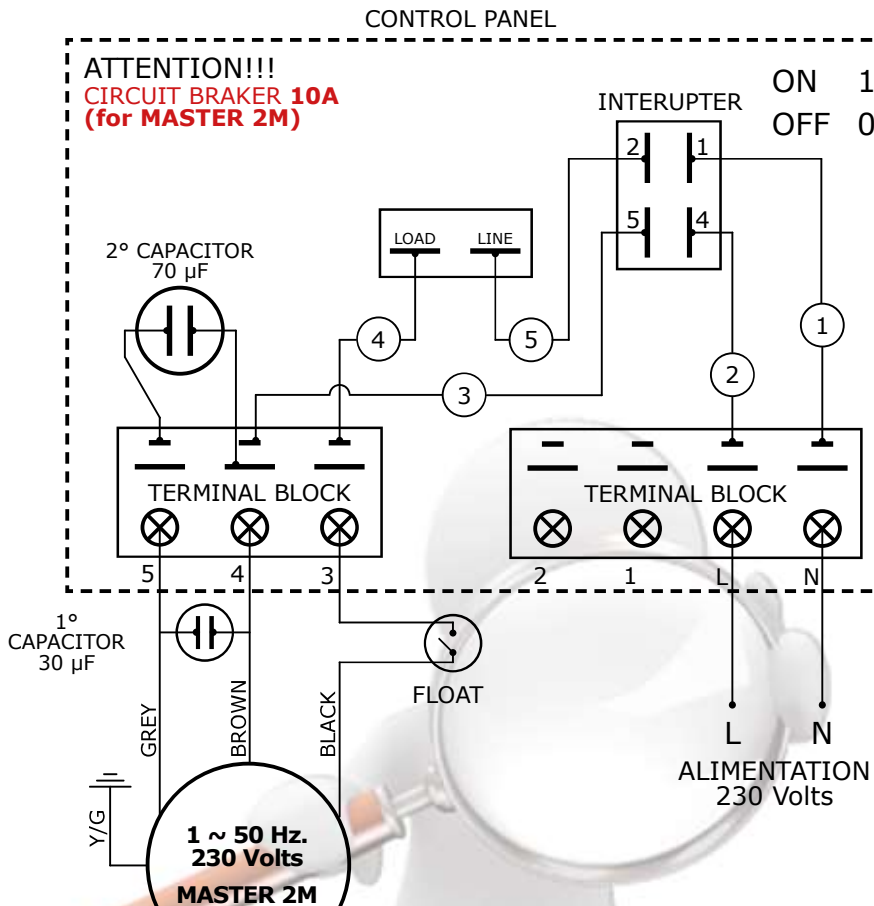 CONTROL PANEL
ATTENTION!!!
CIRCUIT BRAKER 10A
(for MASTER 2M)
ON 1
OFF 0
INTERUPTER
2 1
5 4
LOAD LINE
2° CAPACITOR
70 µF
4
5
1
2
3
TERMINAL BLOCK
TERMINAL BLOCK
5 4 3
2 1 L N
1°
CAPACITOR
30 µF
FLOAT
GREY
BROWN
BLACK
Y/G
L N
ALIMENTATION
230 Volts
1 ~ 50 Hz.
230 Volts
MASTER 2M